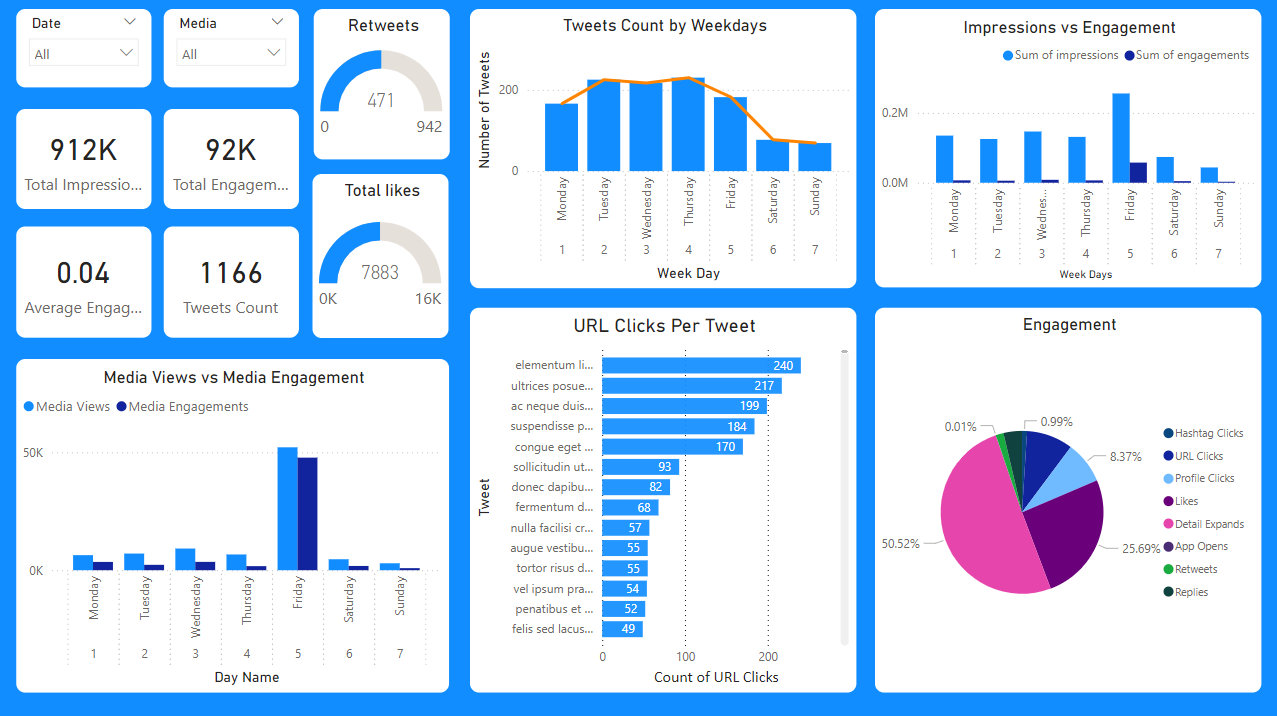 Date
All
Media
All
912K
Total Impressio...
92K
Total Engagem...
0.04
Average Engag...
1166
Tweets Count
Retweets
471
0
942
Total likes
7883
0K
16K
Tweets Count by Weekdays
Number of Tweets
200
0
Monday
Tuesday
Wednesday
Thursday
Friday
Saturday
Sunday
1
2
3
4
5
6
7
Week Day
Impressions vs Engagement
Sum of impressions
Sum of engagements
0.2M
0.0M
Monday
Tuesday
Wednes...
Thursday
Friday
Saturday
Sunday
1
2
3
4
5
6
7
Week Days
Media Views vs Media Engagement
Media Views
Media Engagements
50K
0K
Monday
Tuesday
Wednesday
Thursday
Friday
Saturday
Sunday
1
2
3
4
5
6
7
Day Name
URL Clicks Per Tweet
Tweet
elementum li...
240
ultrices posue...
217
ac neque duis...
199
suspendisse p...
184
congue eget ...
170
sollicitudin ut...
93
donec dapibu...
82
fermentum d...
68
nulla facilisi cr...
57
augue vestibu...
55
tortor risus d...
55
vel ipsum pra...
54
penatibus et ...
52
felis sed lacus...
49
0
100
200
Count of URL Clicks
Engagement
0.01%
0.99%
8.37%
25.69%
50.52%
Hashtag Clicks
URL Clicks
Profile Clicks
Likes
Detail Expands
App Opens
Retweets
Replies